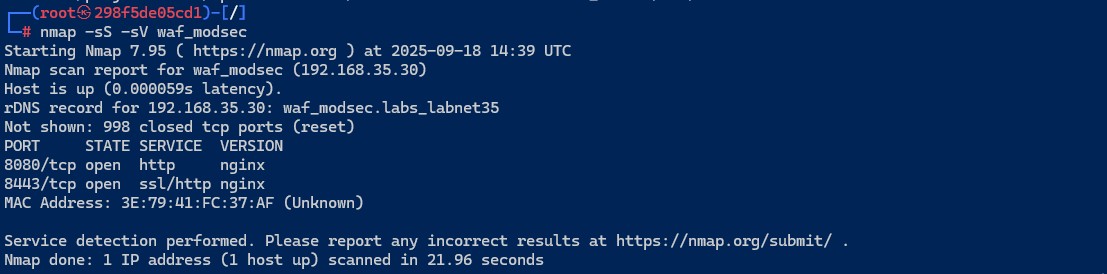 ┌──(root㉿298f5de05cd1)-[/]
└─# nmap -sS -sV waf_modsec
Starting Nmap 7.95 ( https://nmap.org ) at 2025-09-18 14:39 UTC
Nmap scan report for waf_modsec (192.168.35.30)
Host is up (0.000059s latency).
rDNS record for 192.168.35.30: waf_modsec.labs_labnet35
Not shown: 998 closed tcp ports (reset)
PORT     STATE SERVICE  VERSION
8080/tcp open  http     nginx
8443/tcp open  ssl/http nginx
MAC Address: 3E:79:41:FC:37:AF (Unknown)

Service detection performed. Please report any incorrect results at https://nmap.org/submit/ .
Nmap done: 1 IP address (1 host up) scanned in 21.96 seconds